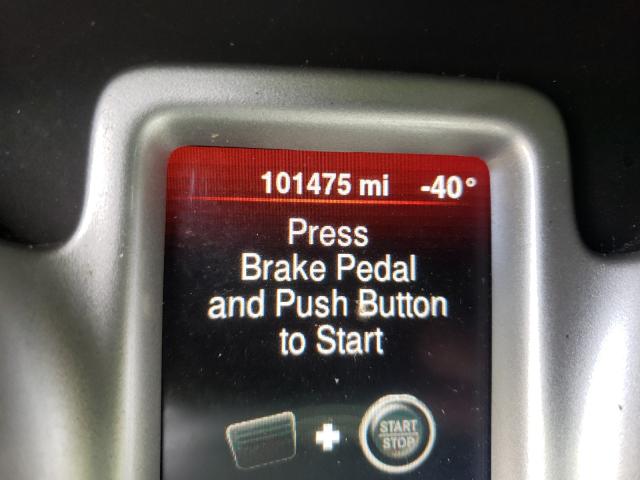 101475 mi -40°
Press
Brake Pedal
and Push Button
to Start
START
STOP